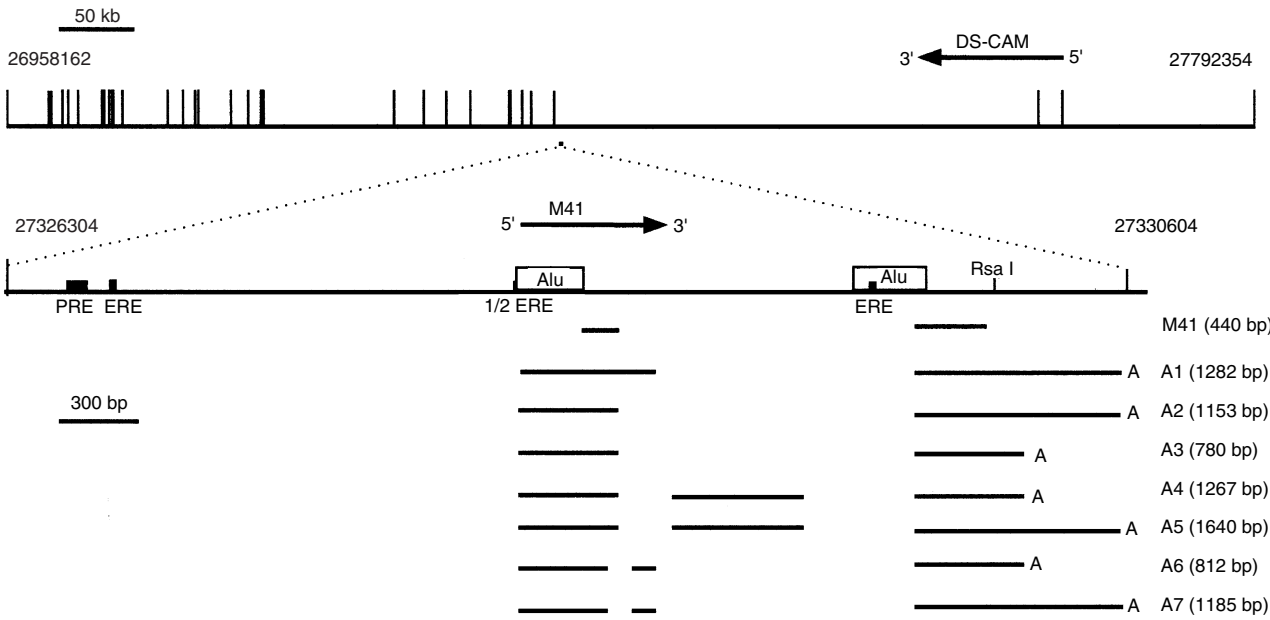 50 kb
26958162
3' DS-CAM 5'
27792354
27326304
5' M41 3'
27330604
Alu
Alu
Rsa I
PRE ERE
1/2 ERE
ERE
M41 (440 bp)
A A1 (1282 bp)
300 bp
A A2 (1153 bp)
A A3 (780 bp)
A A4 (1267 bp)
A A5 (1640 bp)
A A6 (812 bp)
A A7 (1185 bp)